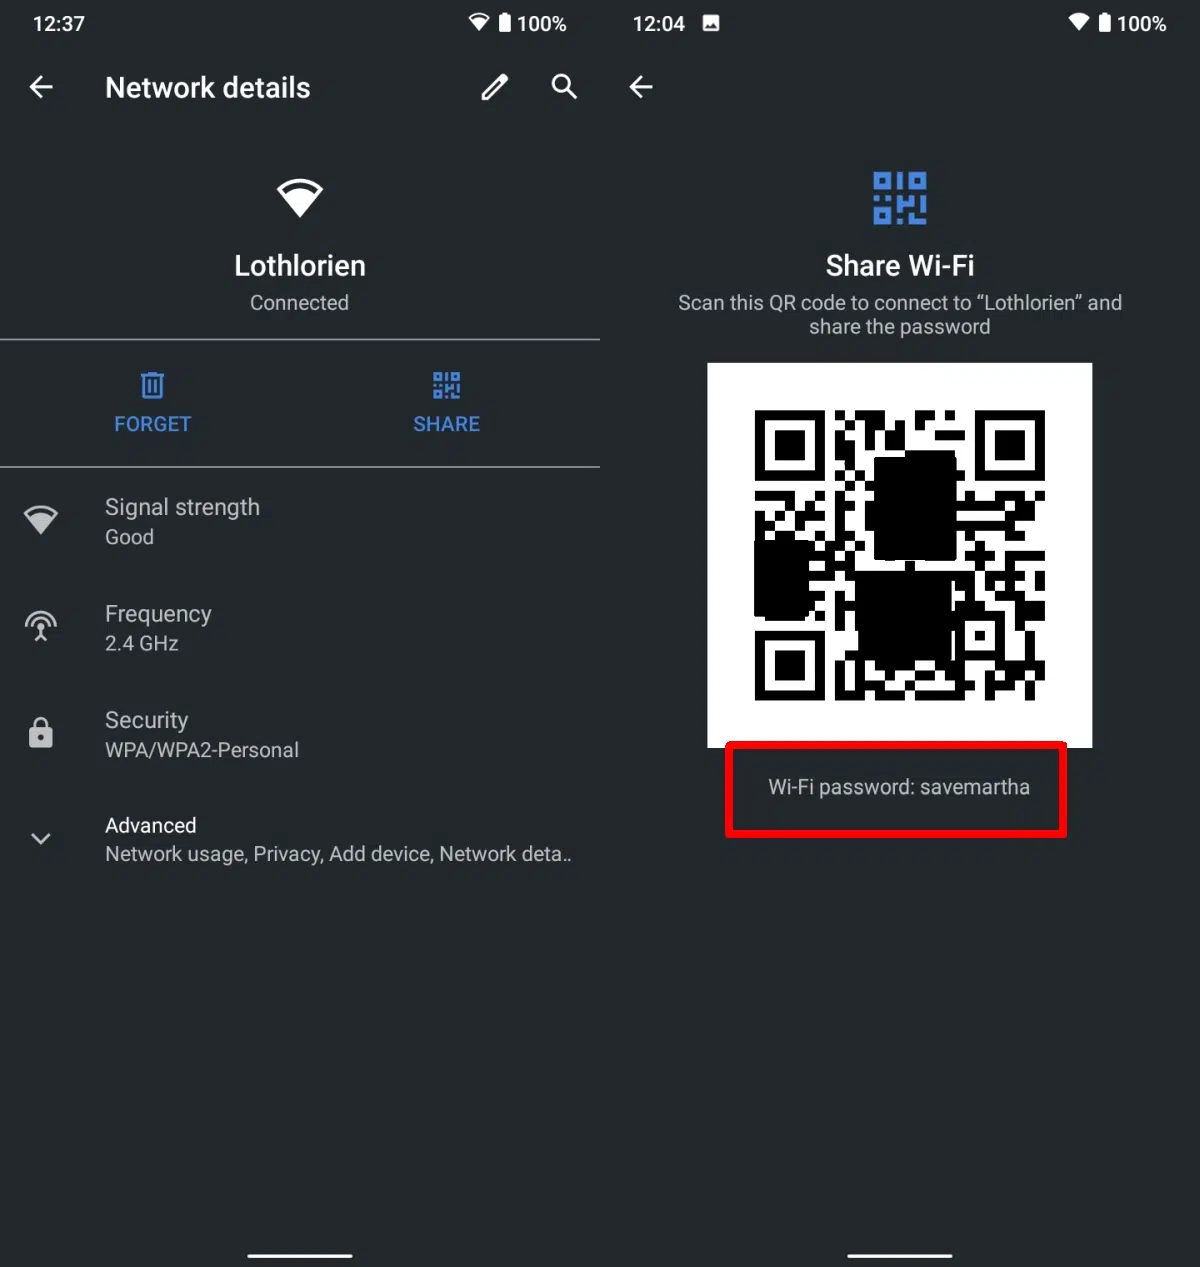 12:37
100%
Network details
Lothlorien
Connected
FORGET
SHARE
Signal strength
Good
Frequency
2.4 GHz
Security
WPA/WPA2-Personal
Advanced
Network usage, Privacy, Add device, Network deta..
12:04
100%
Share Wi-Fi
Scan this QR code to connect to “Lothlorien” and
share the password
Wi-Fi password: savemartha